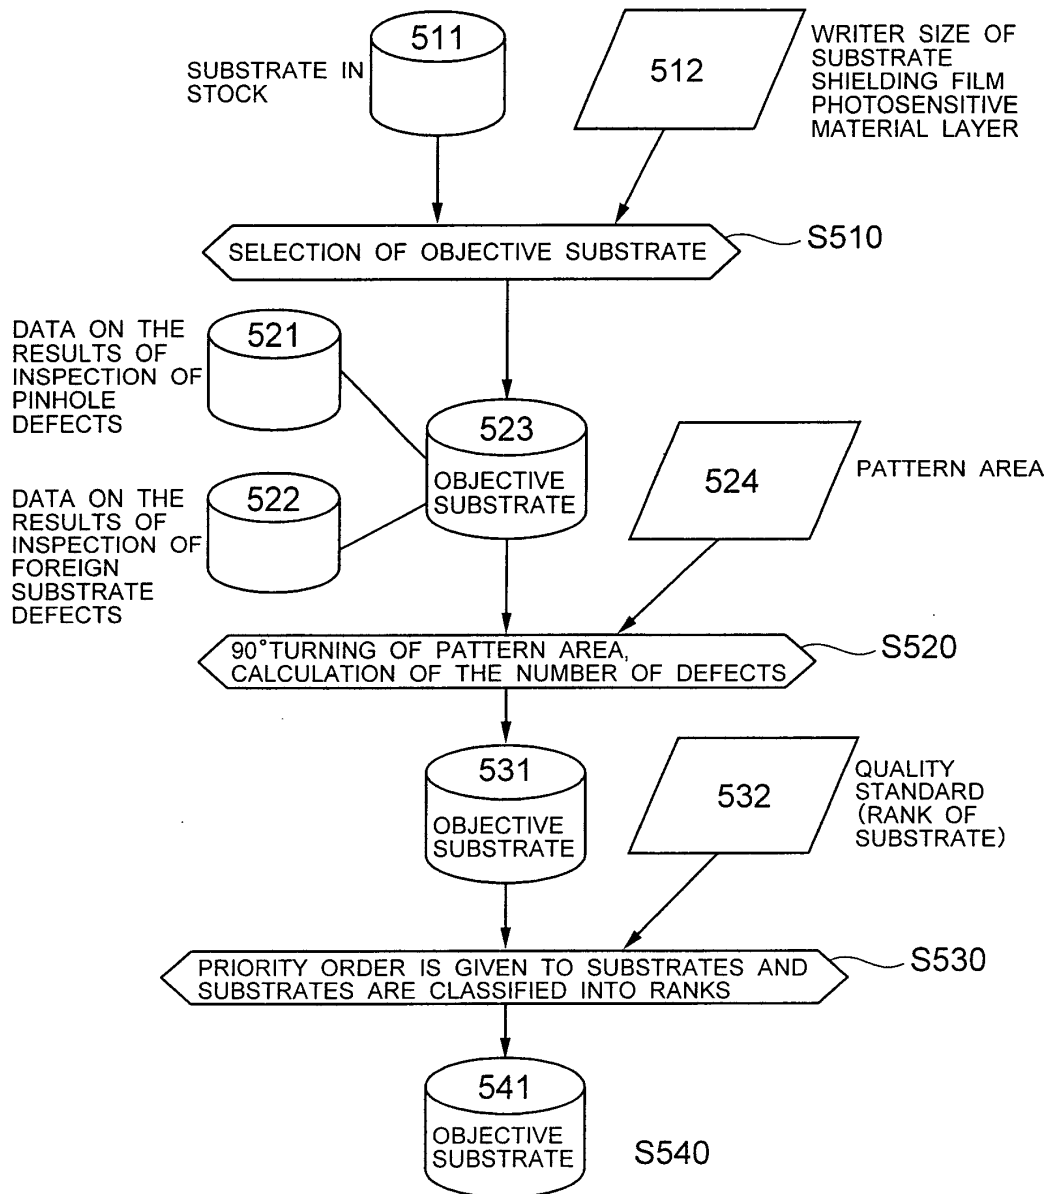 511
SUBSTRATE IN
STOCK
512
WRITER SIZE OF
SUBSTRATE
SHIELDING FILM
PHOTOSENSITIVE
MATERIAL LAYER
SELECTION OF OBJECTIVE SUBSTRATE
S510
DATA ON THE
RESULTS OF
INSPECTION OF
PINHOLE
DEFECTS
521
523
OBJECTIVE
SUBSTRATE
524
PATTERN AREA
DATA ON THE
RESULTS OF
INSPECTION OF
FOREIGN
SUBSTRATE
DEFECTS
522
90°TURNING OF PATTERN AREA,
CALCULATION OF THE NUMBER OF DEFECTS
S520
531
OBJECTIVE
SUBSTRATE
532
QUALITY
STANDARD
(RANK OF
SUBSTRATE)
PRIORITY ORDER IS GIVEN TO SUBSTRATES AND
SUBSTRATES ARE CLASSIFIED INTO RANKS
S530
541
OBJECTIVE
SUBSTRATE
S540